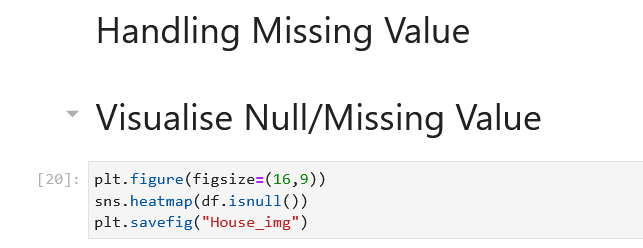 Handling Missing Value
Visualise Null/Missing Value
[20]: plt.figure(figsize=(16,9))
sns.heatmap(df.isnull())
plt.savefig("House_img")